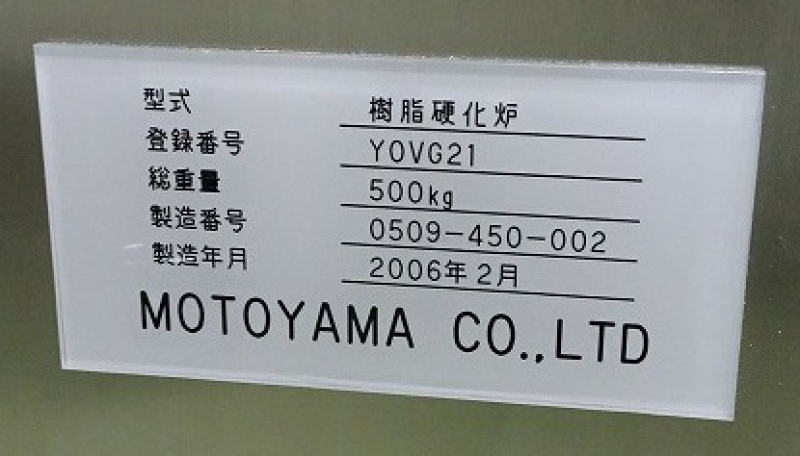 型式 樹脂硬化炉
登録番号 YOVG21
総重量 500kg
製造番号 0509-450-002
製造年月 2006年2月
MOTOYAMA CO.,LTD